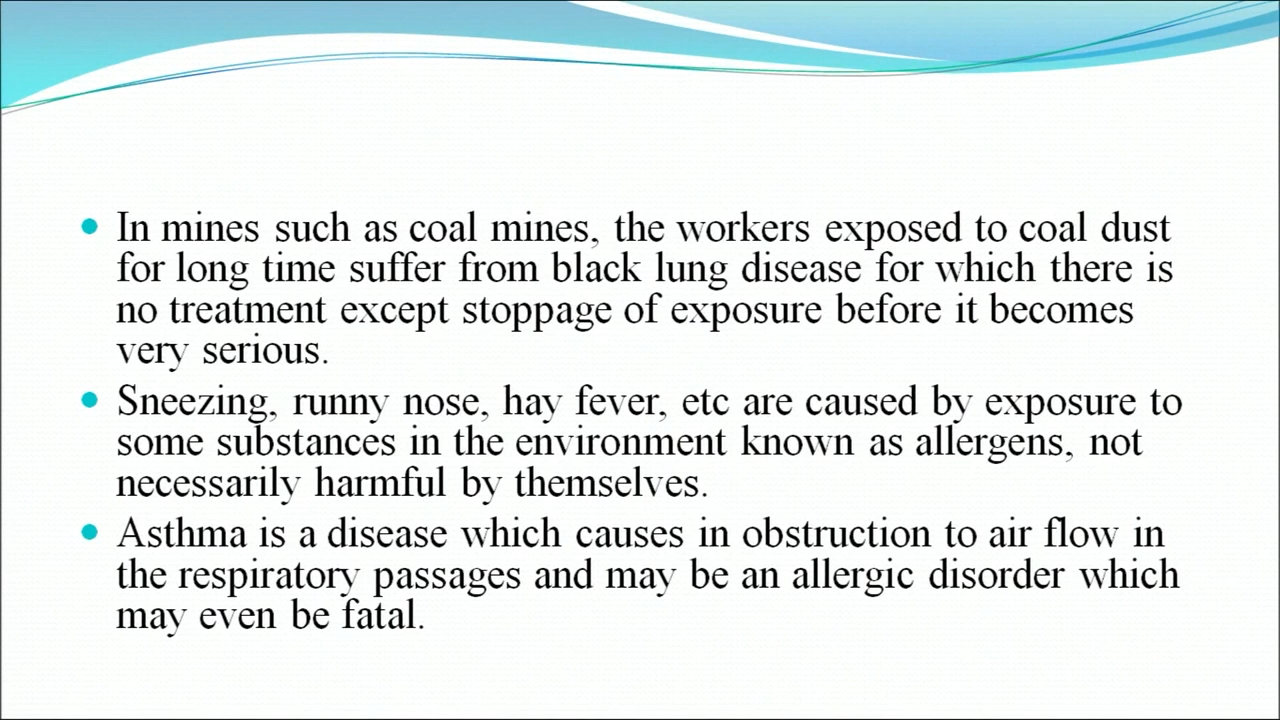 In mines such as coal mines, the workers exposed to coal dust
for long time suffer from black lung disease for which there is
no treatment except stoppage of exposure before it becomes
very serious.
Sneezing, runny nose, hay fever, etc are caused by exposure to
some substances in the environment known as allergens, not
necessarily harmful by themselves.
Asthma is a disease which causes in obstruction to air flow in
the respiratory passages and may be an allergic disorder which
may even be fatal.